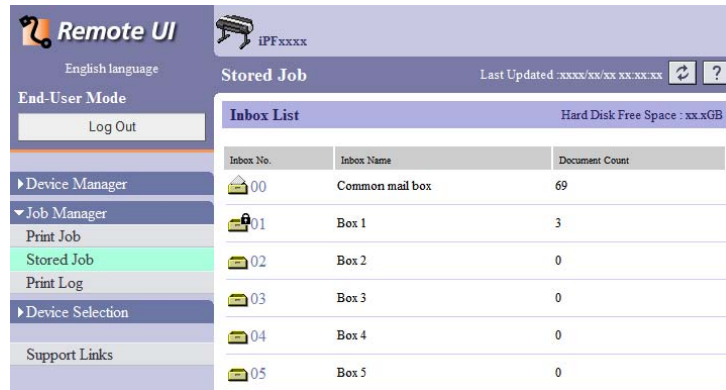 Remote UI
English language
End-User Mode
Log Out
Device Manager
Job Manager
Print Job
Stored Job
Print Log
Device Selection
Support Links
iPFxxxx
Stored Job Last Updated :xxxx/xx/xx xx:xx:xx ?
Inbox List Hard Disk Free Space : xx.xGB
Inbox No. Inbox Name Document Count
00 Common mail box 69
01 Box 1 3
02 Box 2 0
03 Box 3 0
04 Box 4 0
05 Box 5 0